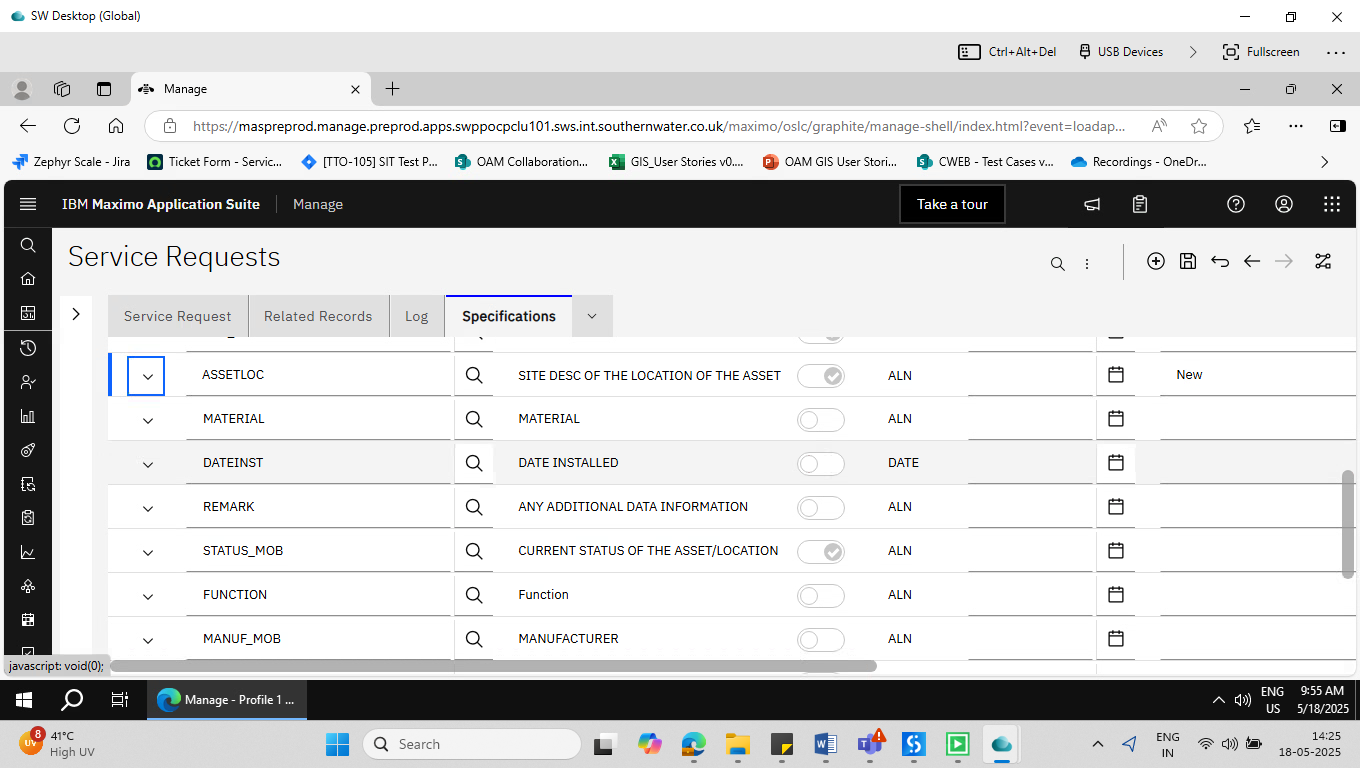 SW Desktop (Global)
Ctrl+Alt+Del USB Devices Fullscreen
Manage
https://maspreprod.manage.preprod.apps.swppocpclu101.sws.int.southernwater.co.uk/maximo/oslc/graphite/manage-shell/index.html?event=loadap...
Zephyr Scale - Jira Ticket Form - Servic... [TTO-105] SIT Test P... OAM Collaboration... GIS_User Stories v0.... OAM GIS User Stori... CWEB - Test Cases v... Recordings - OneDr...
IBM Maximo Application Suite Manage Take a tour
Service Requests
Service Request Related Records Log Specifications
ASSETLOC SITE DESC OF THE LOCATION OF THE ASSET ALN New
MATERIAL MATERIAL ALN
DATEINST DATE INSTALLED DATE
REMARK ANY ADDITIONAL DATA INFORMATION ALN
STATUS_MOB CURRENT STATUS OF THE ASSET/LOCATION ALN
FUNCTION Function ALN
MANUF_MOB MANUFACTURER ALN
javascript: void(0);
Manage - Profile 1 ...
ENG
US
9:55 AM
5/18/2025
UV
8
41°C
High UV
Search
ENG
IN
14:25
18-05-2025